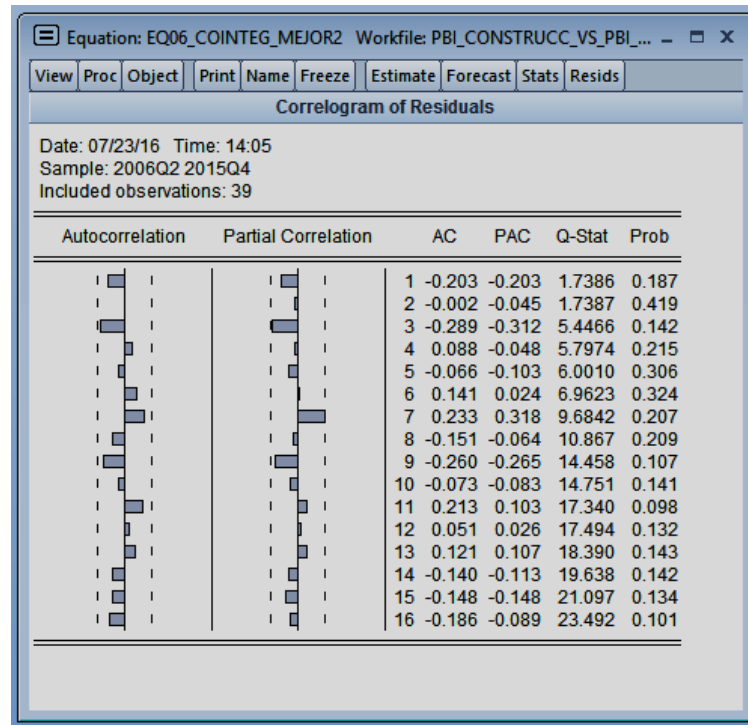 Equation: EQ06_COINTEG_MEJOR2 Workfile: PBI_CONSTRUCC_VS_PBI_...
View Proc Object Print Name Freeze Estimate Forecast Stats Resids
Correlogram of Residuals
Date: 07/23/16 Time: 14:05
Sample: 2006Q2 2015Q4
Included observations: 39
Autocorrelation Partial Correlation AC PAC Q-Stat Prob
1 -0.203 -0.203 1.7386 0.187
2 -0.002 -0.045 1.7387 0.419
3 -0.289 -0.312 5.4466 0.142
4 0.088 -0.048 5.7974 0.215
5 -0.066 -0.103 6.0010 0.306
6 0.141 0.024 6.9623 0.324
7 0.233 0.318 9.6842 0.207
8 -0.151 -0.064 10.867 0.209
9 -0.260 -0.265 14.458 0.107
10 -0.073 -0.083 14.751 0.141
11 0.213 0.103 17.340 0.098
12 0.051 0.026 17.494 0.132
13 0.121 0.107 18.390 0.143
14 -0.140 -0.113 19.638 0.142
15 -0.148 -0.148 21.097 0.134
16 -0.186 -0.089 23.492 0.101